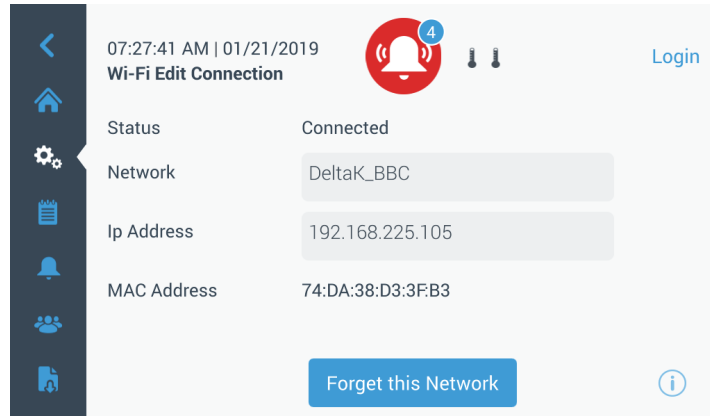 07:27:41 AM | 01/21/2019
4
Login
Wi-Fi Edit Connection
Status Connected
Network DeltaK_BBC
Ip Address 192.168.225.105
MAC Address 74:DA:38:D3:3F:B3
Forget this Network
i